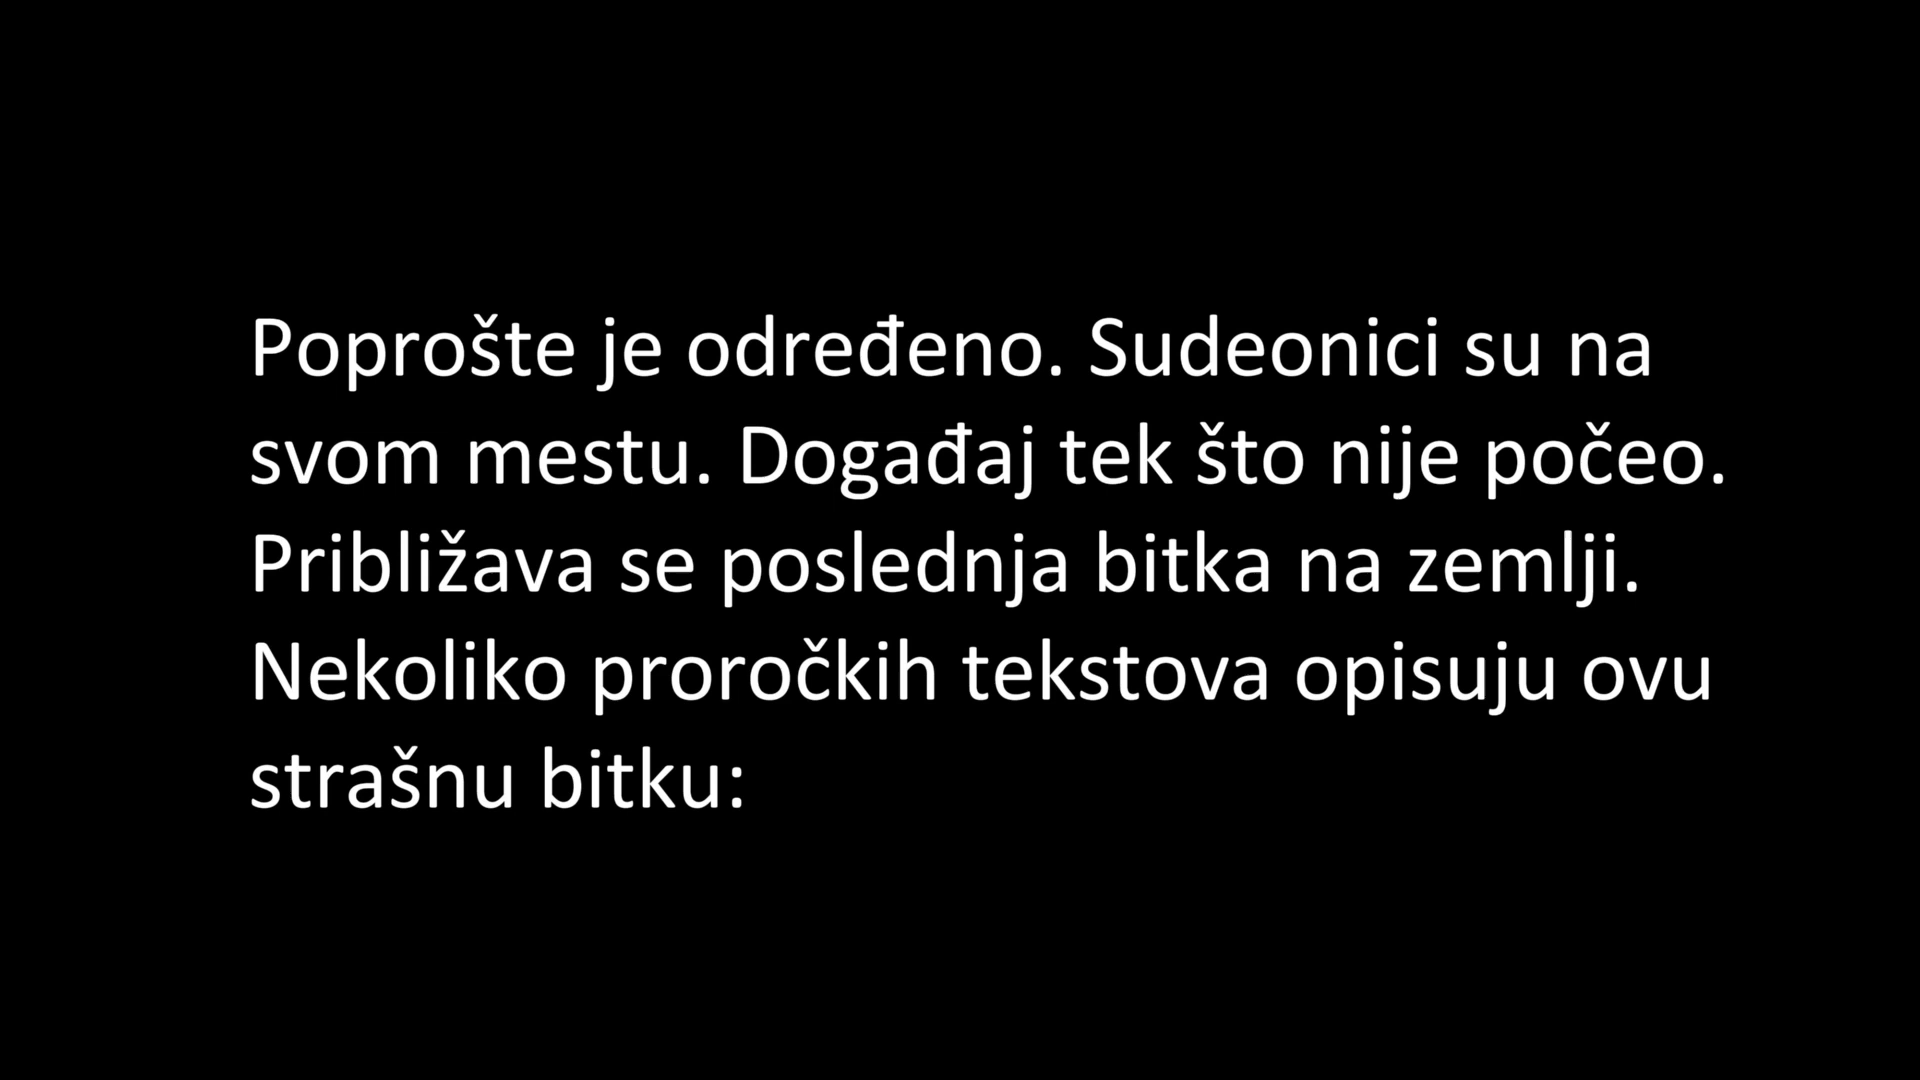 Poprošte je određeno. Sudeonici su na
svom mestu. Događaj tek što nije počeo.
Približava se poslednja bitka na zemlji.
Nekoliko proročkih tekstova opisuju ovu
strašnu bitku: